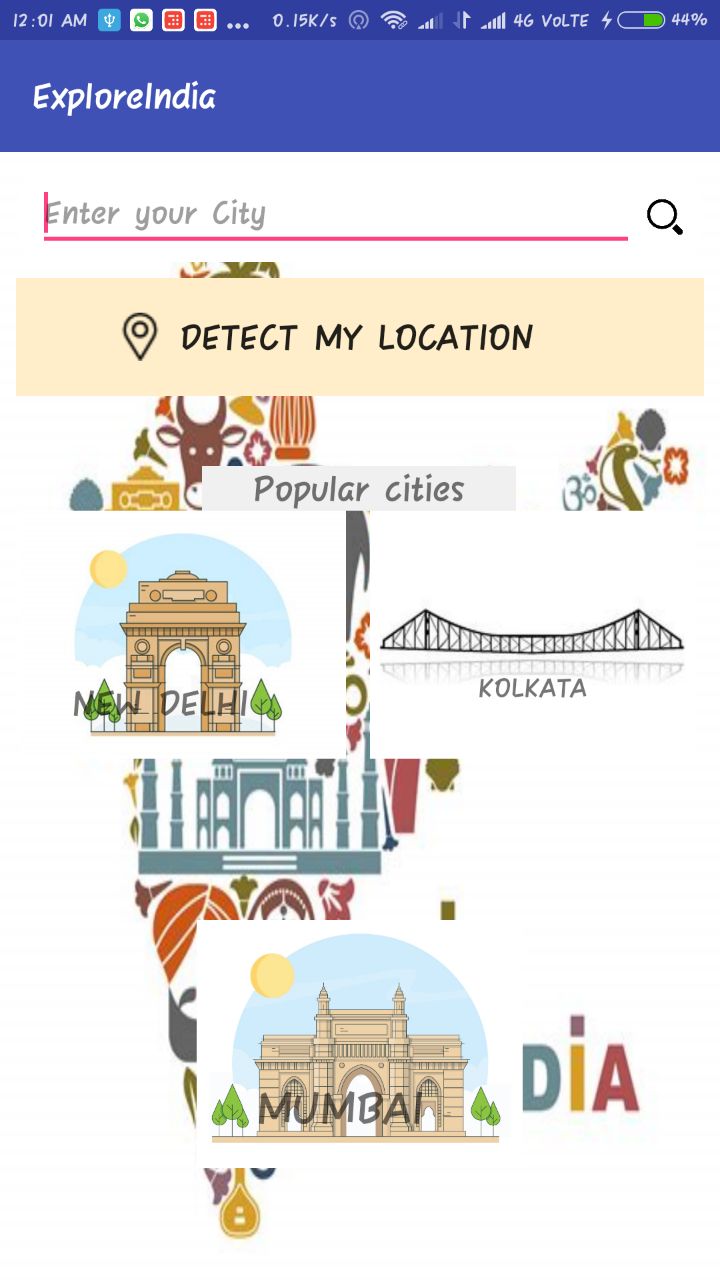 12:01 AM ... 0.15K/s 4G VoLTE 44%
ExploreIndia
Enter your City
DETECT MY LOCATION
ॐ
Popular cities
NEW DELHI
KOLKATA
MUMBAI
DiA